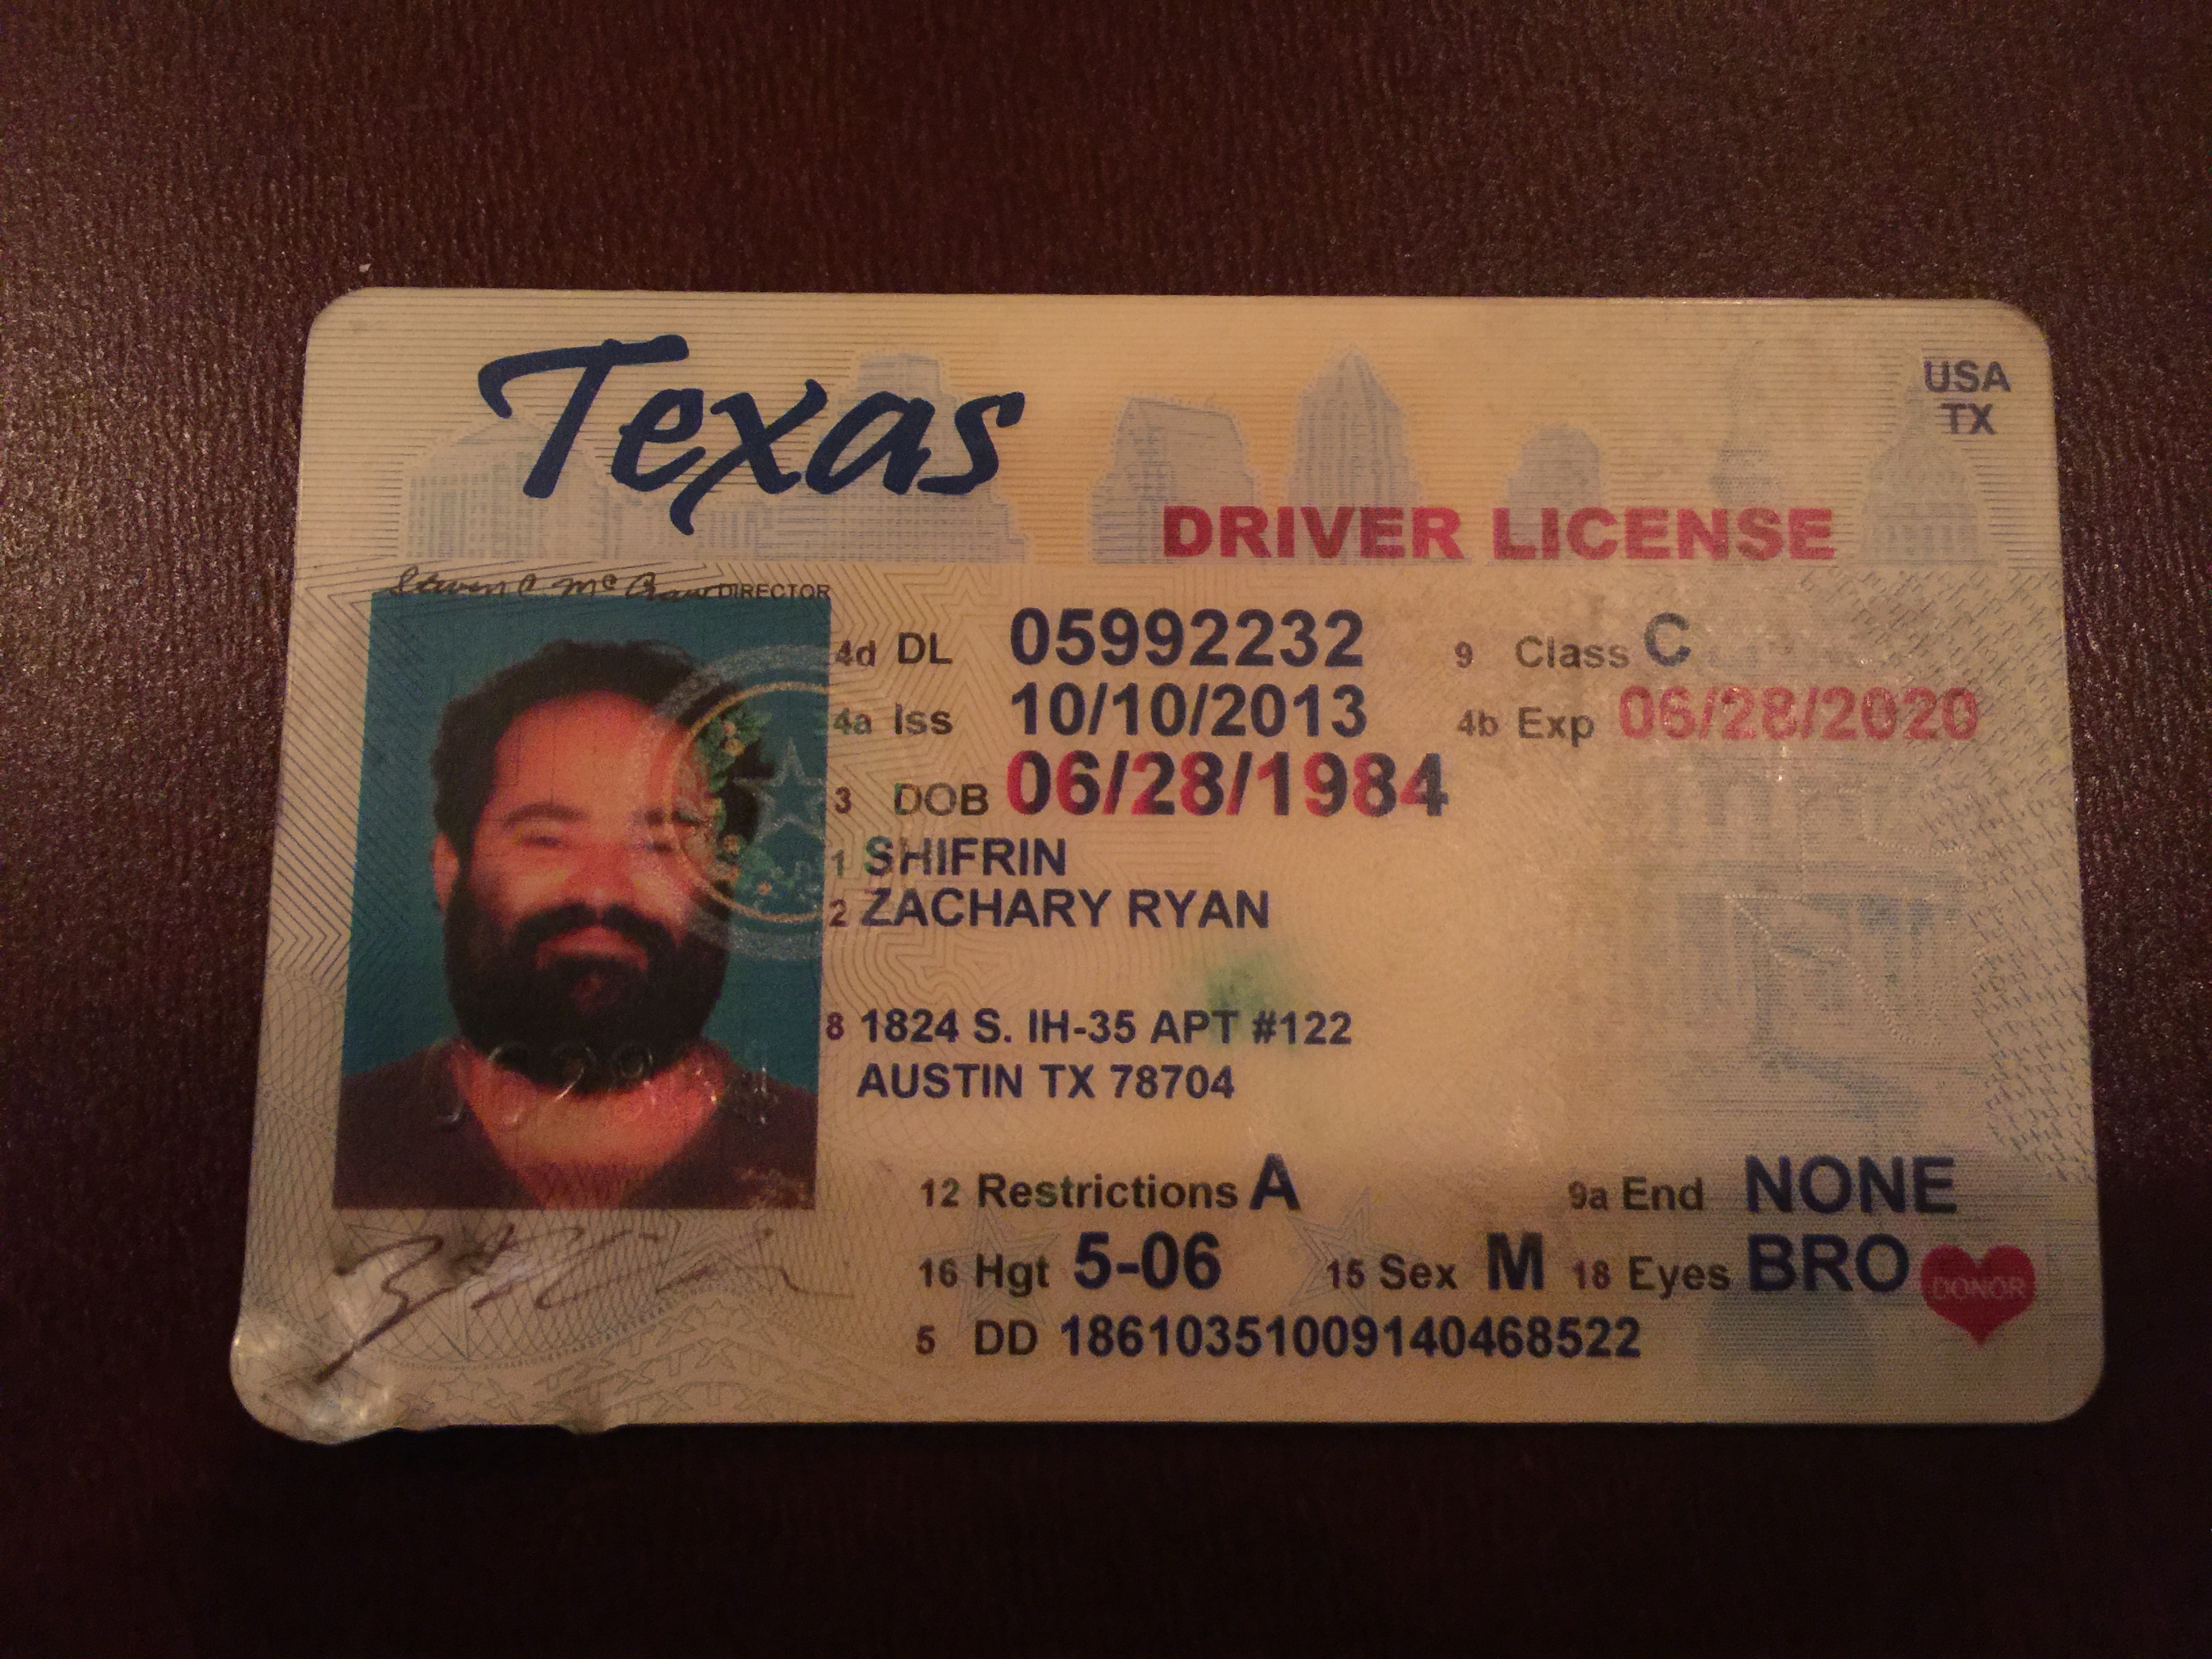 Texas
USA
TX
DRIVER LICENSE
DIRECTOR
4d DL 05992232 9 Class C
4a Iss 10/10/2013 4b Exp 06/28/2020
3 DOB 06/28/1984
1 SHIFRIN
2 ZACHARY RYAN
8 1824 S. IH-35 APT #122
AUSTIN TX 78704
12 Restrictions A 9a End NONE
16 Hgt 5-06 15 Sex M 18 Eyes BRO
5 DD 18610351009140468522
DONOR